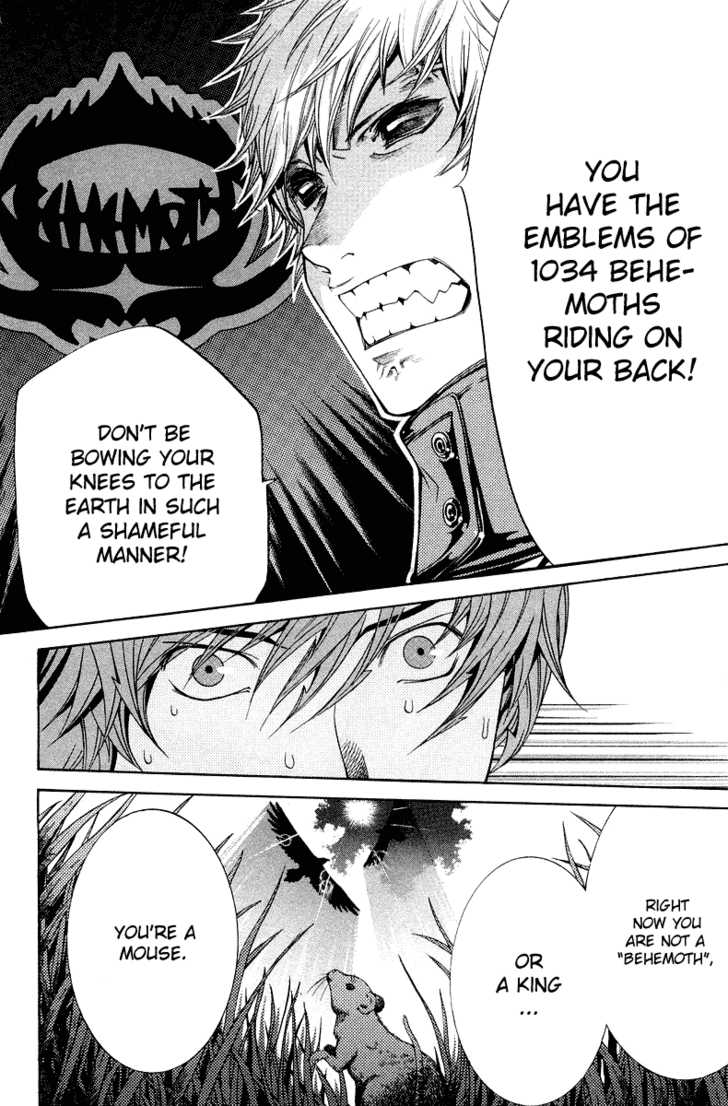 YOU
HAVE THE
EMBLEMS OF
1034 BEHE-
MOTHS
RIDING ON
YOUR BACK!
BEHEMOTH
DON'T BE
BOWING YOUR
KNEES TO THE
EARTH IN SUCH
A SHAMEFUL
MANNER!
RIGHT
NOW YOU
ARE NOT A
"BEHEMOTH",
OR
A KING
...
YOU'RE A
MOUSE.